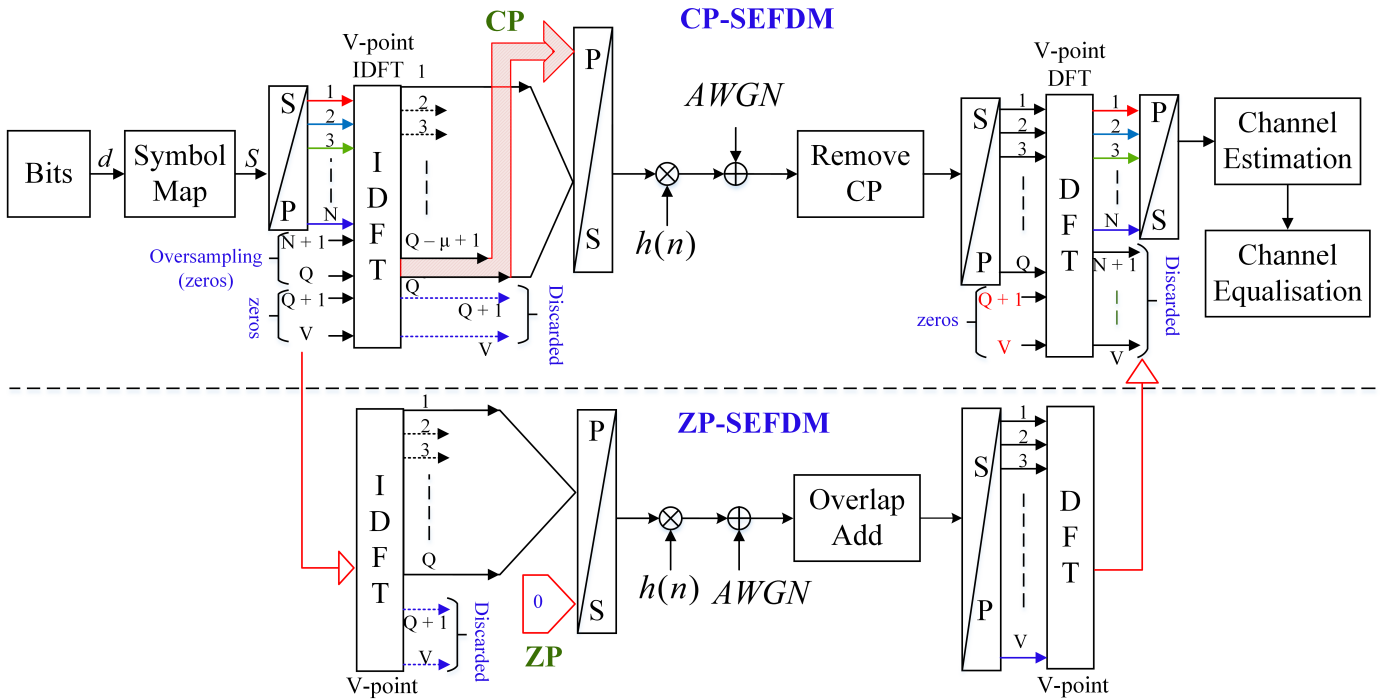 CP
CP-SEFDM
V-point
IDFT
V-point
DFT
Bits
d
Symbol
Map
S
S
P
1
2
3
N
N + 1
Q
Q + 1
V
Oversampling
(zeros)
zeros
I
D
F
T
1
2
3
Q – μ + 1
Q
Q + 1
V
Discarded
P
S
h(n)
AWGN
Remove
CP
S
P
1
2
3
Q
Q + 1
V
zeros
D
F
T
1
2
3
N
N + 1
V
Discarded
P
S
Channel
Estimation
Channel
Equalisation
ZP-SEFDM
I
D
F
T
V-point
1
2
3
Q
Q + 1
V
Discarded
0
ZP
P
S
h(n)
AWGN
Overlap
Add
S
P
1
2
3
V
D
F
T
V-point